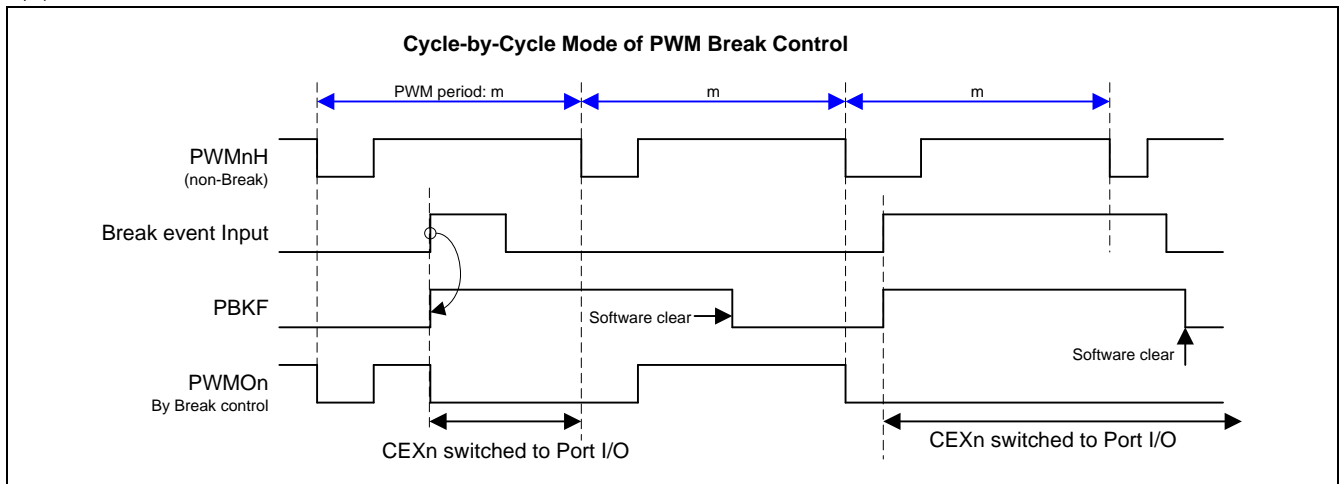 Cycle-by-Cycle Mode of PWM Break Control
PWM period: m
m
m
PWMnH
(non-Break)
Break event Input
PBKF
Software clear
Software clear
PWMOn
By Break control
CEXn switched to Port I/O
CEXn switched to Port I/O